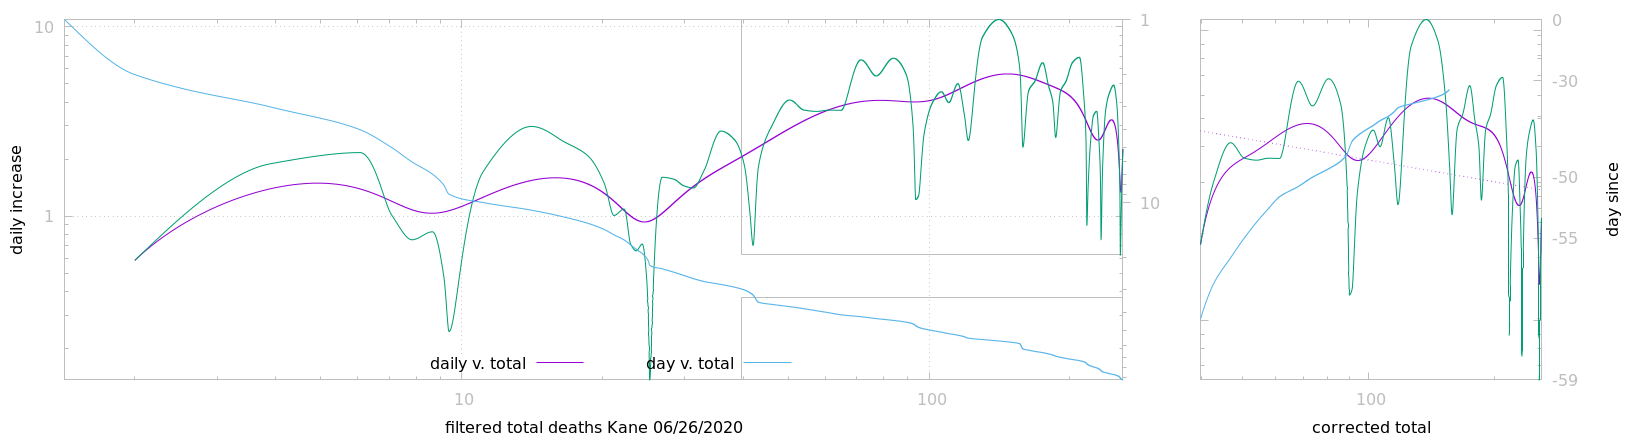 10
1
daily increase
daily v. total
day v. total
10
100
filtered total deaths Kane 06/26/2020
1
10
100
corrected total
0
-30
-50
-55
-59
day since